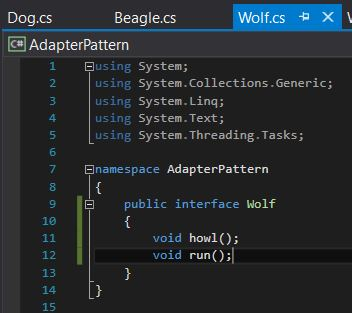 Dog.cs Beagle.cs Wolf.cs
C# AdapterPattern
1 using System;
2 using System.Collections.Generic;
3 using System.Linq;
4 using System.Text;
5 using System.Threading.Tasks;
6
7 namespace AdapterPattern
8 {
9 public interface Wolf
10 {
11 void howl();
12 void run();
13 }
14 }
15